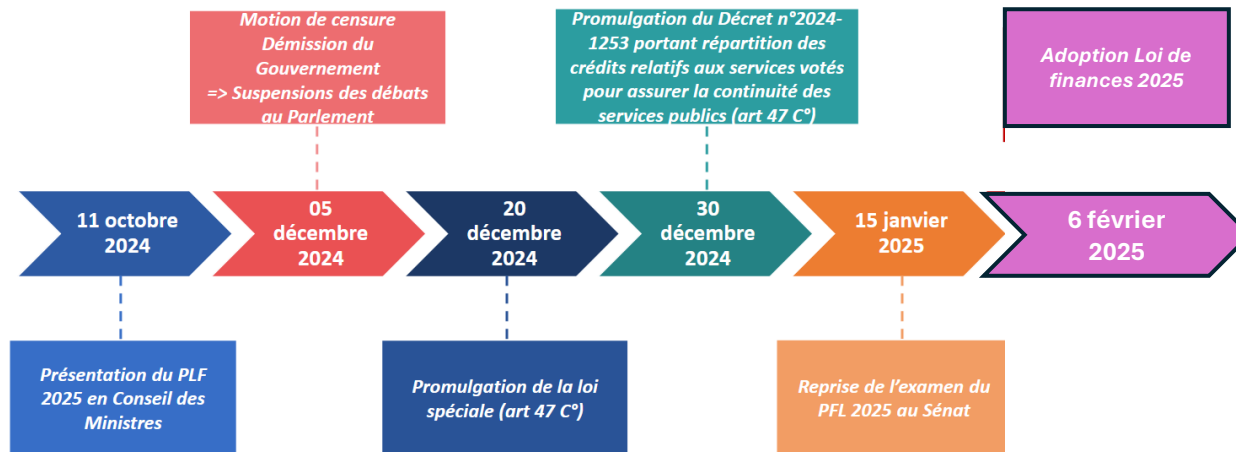 Motion de censure
Démission du
Gouvernement
=> Suspensions des débats
au Parlement
Promulgation du Décret n°2024-
1253 portant répartition des
crédits relatifs aux services votés
pour assurer la continuité des
services publics (art 47 C°)
Adoption Loi de
finances 2025
11 octobre
2024
05
décembre
2024
20
décembre
2024
30
décembre
2024
15 janvier
2025
6 février
2025
Présentation du PLF
2025 en Conseil des
Ministres
Promulgation de la loi
spéciale (art 47 C°)
Reprise de l’examen du
PFL 2025 au Sénat